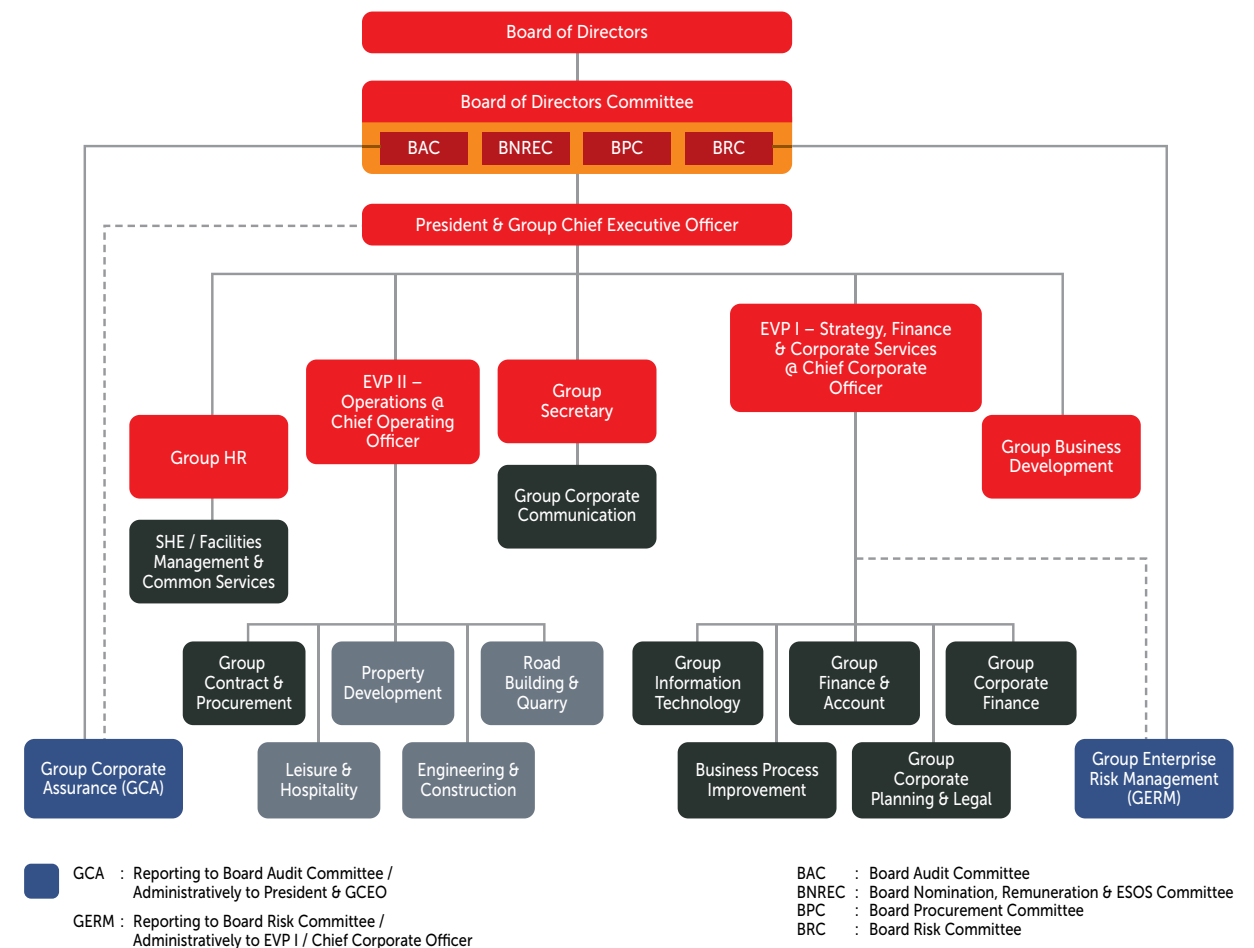 Board of Directors
Board of Directors Committee
BAC
BNREC
BPC
BRC
President & Group Chief Executive Officer
EVP I – Strategy, Finance
& Corporate Services
@ Chief Corporate
Officer
EVP II –
Operations @
Chief Operating
Officer
Group
Secretary
Group HR
Group Business
Development
Group Corporate
Communication
SHE / Facilities
Management &
Common Services
Group
Contract &
Procurement
Property
Development
Road
Building &
Quarry
Group
Information
Technology
Group
Finance &
Account
Group
Corporate
Finance
Group Corporate
Assurance (GCA)
Leisure &
Hospitality
Engineering &
Construction
Business Process
Improvement
Group
Corporate
Planning & Legal
Group Enterprise
Risk Management
(GERM)
GCA : Reporting to Board Audit Committee /
Administratively to President & GCEO
GERM : Reporting to Board Risk Committee /
Administratively to EVP I / Chief Corporate Officer
BAC : Board Audit Committee
BNREC : Board Nomination, Remuneration & ESOS Committee
BPC : Board Procurement Committee
BRC : Board Risk Committee